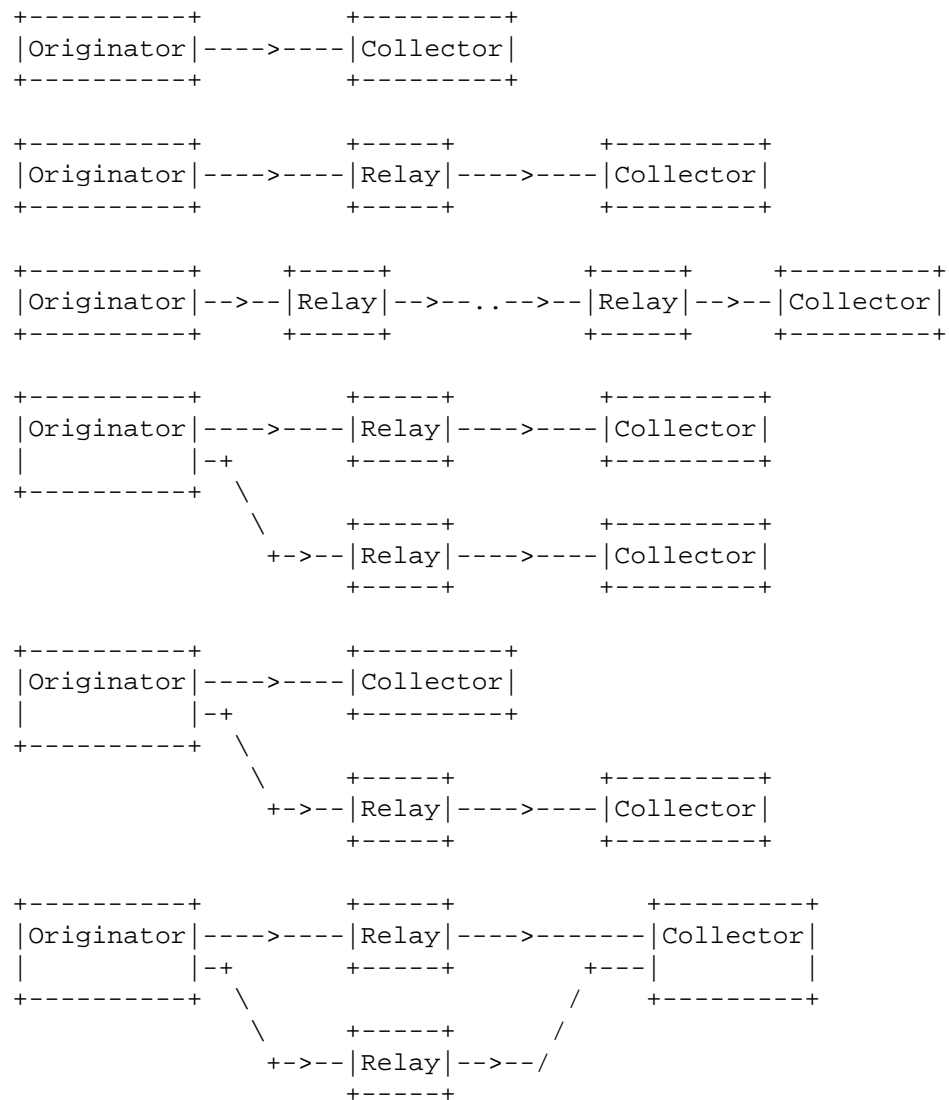 +----------+         +---------+
|Originator|---->----|Collector|
+----------+         +---------+

+----------+         +-----+         +---------+
|Originator|---->----|Relay|---->----|Collector|
+----------+         +-----+         +---------+

+----------+     +-----+            +-----+     +---------+
|Originator|-->--|Relay|-->--..-->--|Relay|-->--|Collector|
+----------+     +-----+            +-----+     +---------+

+----------+         +-----+         +---------+
|Originator|---->----|Relay|---->----|Collector|
|          |-+       +-----+         +---------+
+----------+  \
               \     +-----+         +---------+
                +->--|Relay|---->----|Collector|
                     +-----+         +---------+

+----------+         +---------+
|Originator|---->----|Collector|
|          |-+       +---------+
+----------+  \
               \     +-----+         +---------+
                +->--|Relay|---->----|Collector|
                     +-----+         +---------+

+----------+         +-----+            +---------+
|Originator|---->----|Relay|---->-------|Collector|
|          |-+       +-----+        +---|         |
+----------+  \                    /    +---------+
               \     +-----+      /
                +->--|Relay|-->--/
                     +-----+